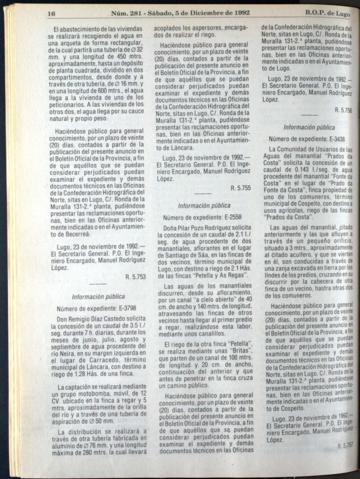 16
Núm. 281 - Sábado, 5 de Diciembre de 1992
B.O.P. de Lugo
El abastecimiento de las viviendas
se realizará recogiendo el agua en
una arqueta de forma rectangular,
de la cual partirá una tubería de ∅ 32
mm. y una longitud de 450 mtrs.
aproximadamente, hasta un depósito
de planta cuadrada, dividido en dos
compartimentos, desde donde y a
través de otra tubería, de ∅ 16 mm. y
en una longitud de 600 mtrs., el agua
llega a la vivienda de uno de los
peticionarios. A las viviendas de los
otros dos, el agua llega por su cauce
natural y propio peso.
Haciéndose público para general
conocimiento, por un plazo de veinte
(20) días, contados a partir de la
publicación del presente anuncio en
el Boletín Oficial de la Provincia, a fin
de que aquéllos que se puedan
considerar perjudicados puedan
examinar el expediente y demás
documentos técnicos en las Oficinas
de la Confederación Hidrográfica del
Norte, sitas en Lugo, C/. Ronda de la
Muralla 131-2.ª planta, pudiéndose
presentar las reclamaciones oportu-
nas, bien en las Oficinas anterior-
mente indicadas o en el Ayuntamien-
to de Becerreá.
Lugo, 23 de noviembre de 1992.—
El Secretario General. P.O. El Inge-
niero Encargado, Manuel Rodríguez
López.
R. 5.753
Información pública
Número de expediente: E-3798
Don Remigio Díaz Castedo solicita
la concesión de un caudal de 3,5 l./
seg. durante 7 h. diarias, durante los
meses de junio, julio, agosto y
septiembre de agua procedente del
río Neira, en su margen izquierda en
el lugar de Carracedo, término
municipal de Láncara, con destino a
riego de 1,28 Hás. de una finca.
La captación se realizará mediante
un grupo motobomba, móvil, de 12
CV. ubicado en la finca a regar y 5
mtrs. aproximadamente de la orilla
del río y a través de una tubería de
aspiración de ∅ 50 mm.
La distribución se realizará a
través de otra tubería fabricada en
aluminio de ∅ 76 mm. y una longitud
máxima de 280 mtrs. la cual llevará
acoplados los aspersores, encarga-
dos de realizar el riego.
Haciéndose público para general
conocimiento, por un plazo de veinte
(20) días, contados a partir de la
publicación del presente anuncio en
el Boletín Oficial de la Provincia, a fin
de que aquéllos que se puedan
considerar perjudicados puedan
examinar el expediente y demás
documentos técnicos en las Oficinas
de la Confederación Hidrográfica del
Norte, sitas en Lugo, C/. Ronda de la
Muralla 131-2.ª planta, pudiéndose
presentar las reclamaciones oportu-
nas, bien en las Oficinas anterior-
mente indicadas o en el Ayuntamien-
to de Láncara.
Lugo, 23 de noviembre de 1992.—
El Secretario General. P.O. El Inge-
niero Encargado, Manuel Rodríguez
López.
R. 5.755
Información pública
Número de expediente: E-2558
Doña Pilar Pozo Rodríguez solicita
la concesión de un caudal de 2,11 l./
seg. de agua procedente de dos
manantiales, aflorantes en el lugar
de Santiago de Sáa, en las fincas de
dos vecinos, término municipal de
Lugo, con destino a riego de 2,1 Hás.
de las fincas "Petella y As Regas".
Las aguas de los manantiales
discurren, desde su afloramiento,
por un canal "a cielo abierto" de 40
cm. de ancho y 140 mtrs. de longitud,
atravesando las fincas de otros
vecinos hasta llegar al primer predio
a regar, realizándose esta labor,
mediante unos canalillos.
El riego de la otra finca "Petella",
se realiza mediante unas "Britas",
que parten de un canal de 100 mtrs.
de longitud y 20 cm. de ancho,
continuación del anterior y que
antes de penetrar en la finca cruza
un camino público.
Haciéndose público para general
conocimiento, por un plazo de veinte
(20) días, contados a partir de la
publicación del presente anuncio en
el Boletín Oficial de la Provincia, a fin
de que aquéllos que se puedan
considerar perjudicados puedan
examinar el expediente y demás
documentos técnicos en las Oficinas
de la Confederación Hidrográfica del
Norte, sitas en Lugo, C/. Ronda de la
Muralla 131-2.ª planta, pudiéndose
presentar las reclamaciones oportu-
nas, bien en las Oficinas anterior-
mente indicadas o en el Ayuntamien-
to de Lugo.
Lugo, 23 de noviembre de 1992.—
El Secretario General. P.O. El Inge-
niero Encargado, Manuel Rodríguez
López.
R. 5.756
Información pública
Número de expediente: E-3436
La Comunidad de Usuarios de las
Aguas del manantial "Prados da
Costa" solicita la concesión de un
caudal de 0,143 l./seg. de agua
procedente del manantial "Fonte da
Costa" en el lugar de "Prado da
Fonte da Costa", finca propiedad de
uno de los comuneros, término
municipal de Cospeito, con destino a
usos agrícolas, riego de las fincas
"Prados da Costa".
Las aguas del manantial, citado
anteriormente y las que afluyen a
través de un pequeño orificio,
situado a 3 mtrs., aproximadamente
al citado acuífero, y que se vierten
en él, son conducidas a través de
una zanja excavada en tierra por los
lindes de los predios, cruzando en su
discurrir por la cabecera de otra
finca de un vecino, hasta otras dos
de los comuneros.
Haciéndose público para general
conocimiento, por un plazo de veinte
(20) días, contados a partir de la
publicación del presente anuncio en
el Boletín Oficial de la Provincia, a fin
de que aquéllos que se puedan
considerar perjudicados puedan
examinar el expediente y demás
documentos técnicos en las Oficinas
de la Confederación Hidrográfica del
Norte, sitas en Lugo, C/. Ronda de la
Muralla 131-2.ª planta, pudiéndose
presentar las reclamaciones oportu-
nas, bien en las Oficinas anterior-
mente indicadas o en el Ayuntamien-
to de Cospeito.
Lugo, 23 de noviembre de 1992.—
El Secretario General. P.O. El Inge-
niero Encargado, Manuel Rodríguez
López.
R. 5.757